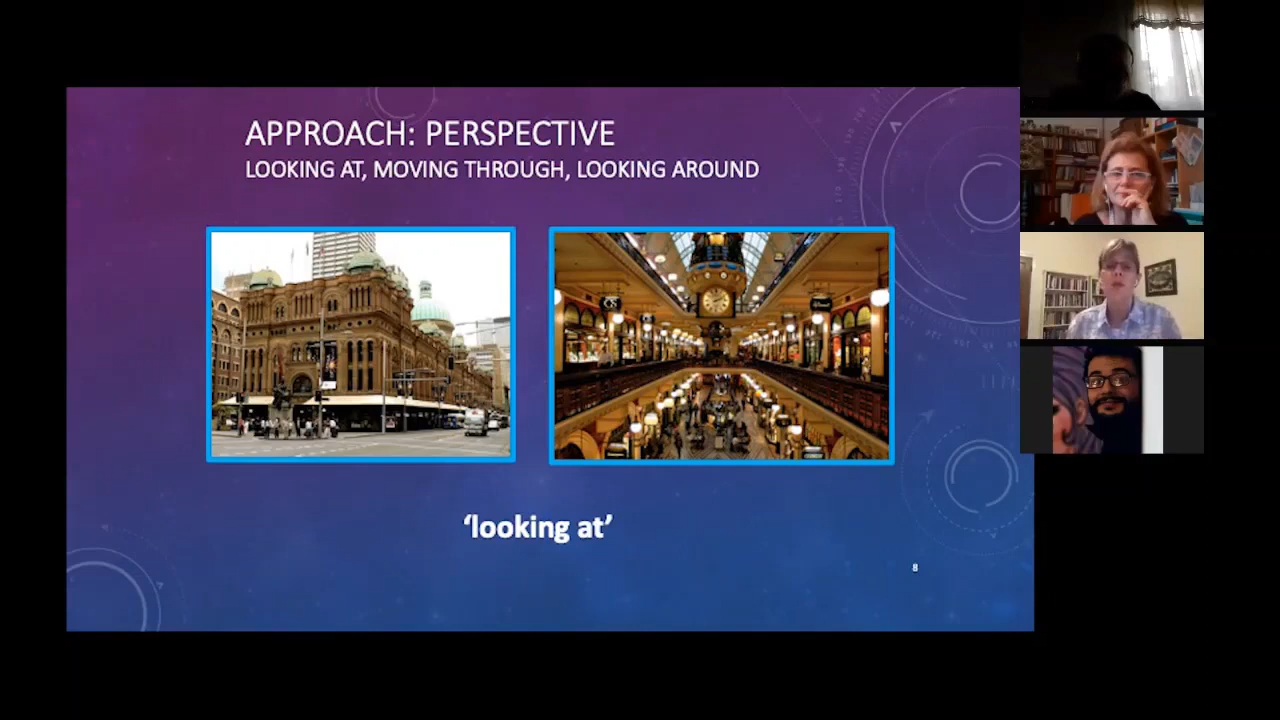 APPROACH: PERSPECTIVE
LOOKING AT, MOVING THROUGH, LOOKING AROUND
‘looking at’
8